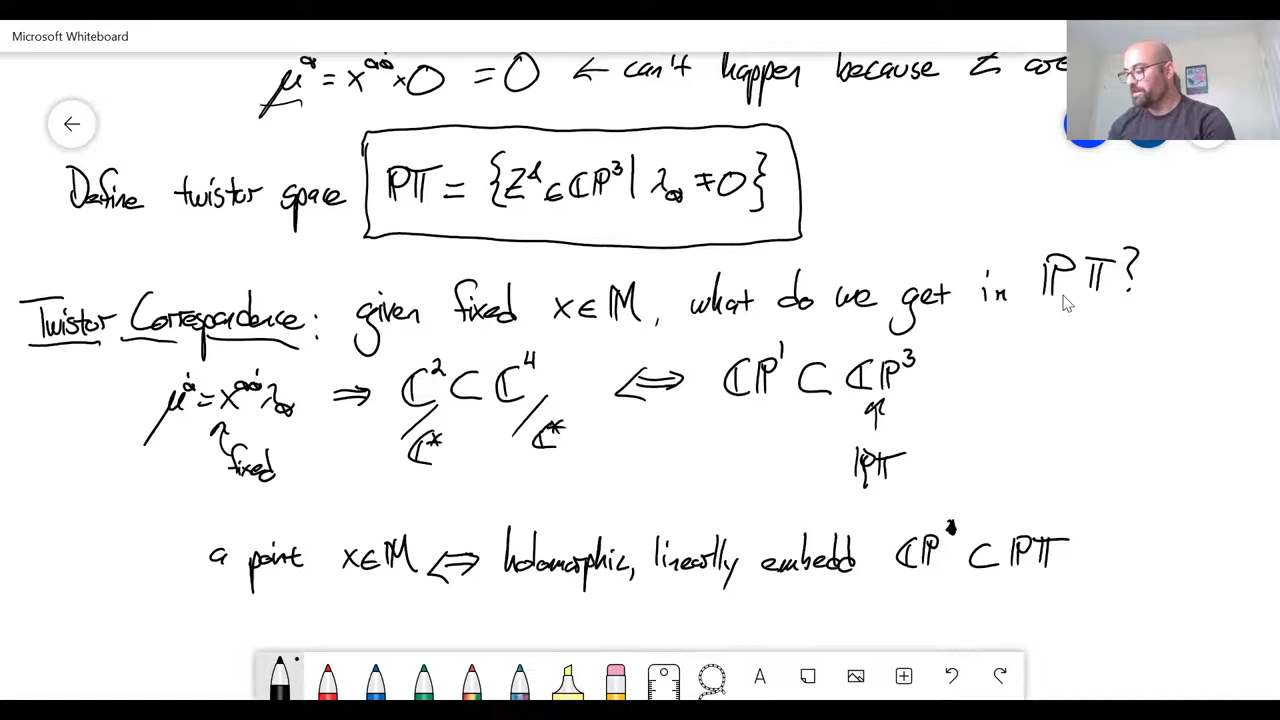 Microsoft Whiteboard
μ^α̇ = x^αα̇ × 0 = 0 ← can't happen because Z
Define twistor space PT = {Z^A ∈ CP³ | λ_α ≠ 0}
Twistor Correspondence: given fixed x ∈ M, what do we get in PT?
μ^α̇ = x^αα̇ λ_α ⇒ C² ⊂ C⁴ ⟺ CP¹ ⊂ CP³
fixed /C* /C* ↑
PT
a point x ∈ M ⟺ holomorphic, linearly embedd CP¹ ⊂ PT
A